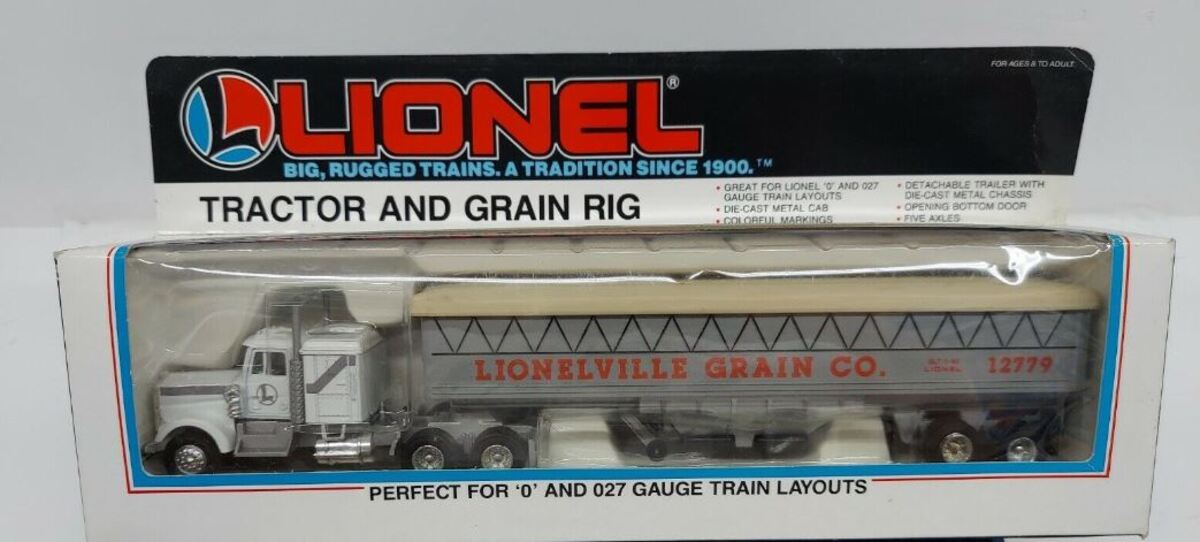 FOR AGES 8 TO ADULT
LIONEL®
BIG, RUGGED TRAINS. A TRADITION SINCE 1900.™
TRACTOR AND GRAIN RIG
• GREAT FOR LIONEL '0' AND 027
GAUGE TRAIN LAYOUTS
• DIE-CAST METAL CAB
• COLORFUL MARKINGS
• DETACHABLE TRAILER WITH
DIE-CAST METAL CHASSIS
• OPENING BOTTOM DOOR
• FIVE AXLES
LIONELVILLE GRAIN CO.
LIONEL
12779
L
PERFECT FOR '0' AND 027 GAUGE TRAIN LAYOUTS